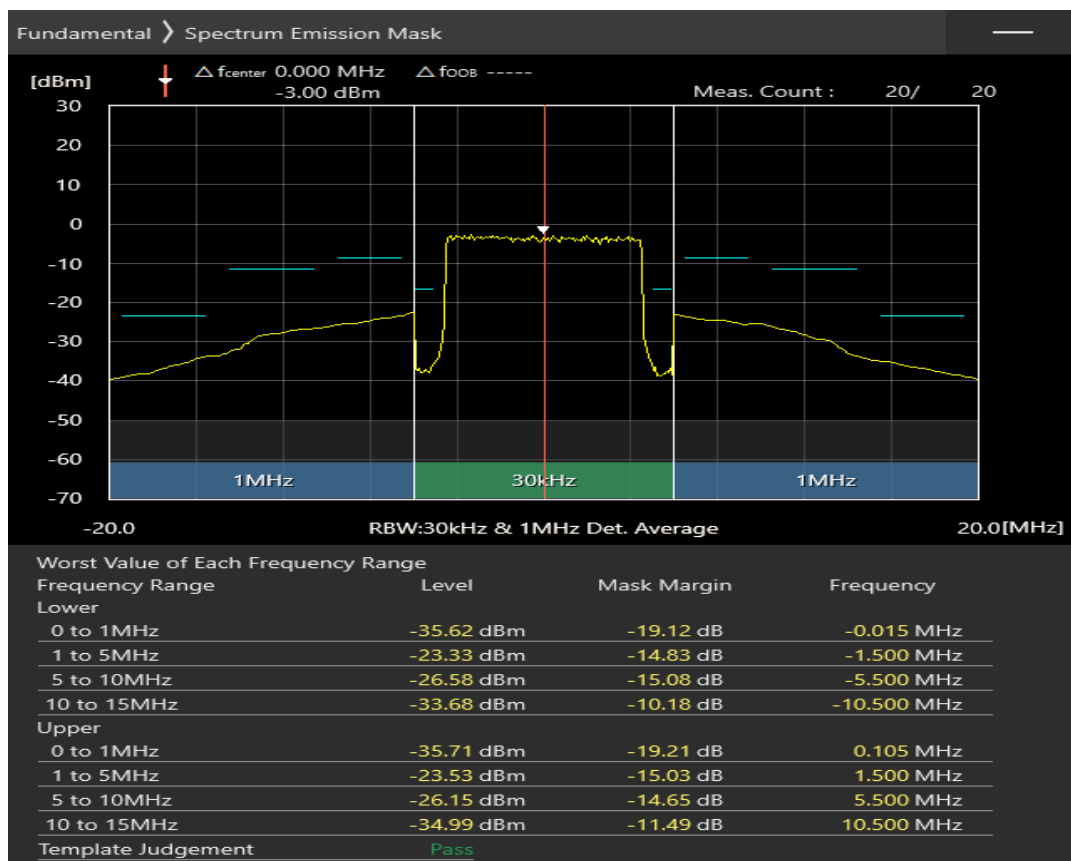 Fundamental ❯ Spectrum Emission Mask
[dBm] △ fcenter 0.000 MHz △ fOOB -----
-3.00 dBm Meas. Count : 20/ 20
30
20
10
0
-10
-20
-30
-40
-50
-60
-70
1MHz 30kHz 1MHz
-20.0 RBW:30kHz & 1MHz Det. Average 20.0[MHz]
Worst Value of Each Frequency Range
Frequency Range Level Mask Margin Frequency
Lower
0 to 1MHz -35.62 dBm -19.12 dB -0.015 MHz
1 to 5MHz -23.33 dBm -14.83 dB -1.500 MHz
5 to 10MHz -26.58 dBm -15.08 dB -5.500 MHz
10 to 15MHz -33.68 dBm -10.18 dB -10.500 MHz
Upper
0 to 1MHz -35.71 dBm -19.21 dB 0.105 MHz
1 to 5MHz -23.53 dBm -15.03 dB 1.500 MHz
5 to 10MHz -26.15 dBm -14.65 dB 5.500 MHz
10 to 15MHz -34.99 dBm -11.49 dB 10.500 MHz
Template Judgement Pass